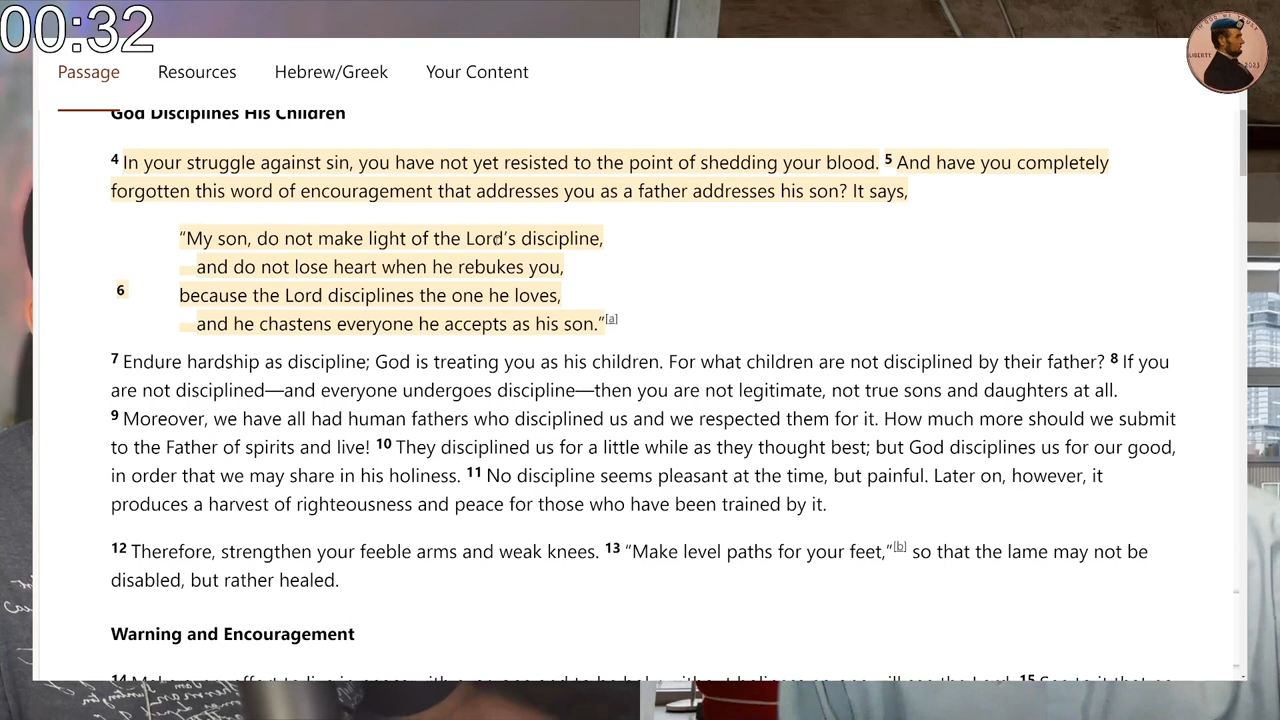 00:32
IN GOD WE TRUST
LIBERTY
2023
Passage Resources Hebrew/Greek Your Content
God Disciplines His Children
4 In your struggle against sin, you have not yet resisted to the point of shedding your blood. 5 And have you completely
forgotten this word of encouragement that addresses you as a father addresses his son? It says,
“My son, do not make light of the Lord’s discipline,
and do not lose heart when he rebukes you,
6 because the Lord disciplines the one he loves,
and he chastens everyone he accepts as his son.”[a]
7 Endure hardship as discipline; God is treating you as his children. For what children are not disciplined by their father? 8 If you
are not disciplined—and everyone undergoes discipline—then you are not legitimate, not true sons and daughters at all.
9 Moreover, we have all had human fathers who disciplined us and we respected them for it. How much more should we submit
to the Father of spirits and live! 10 They disciplined us for a little while as they thought best; but God disciplines us for our good,
in order that we may share in his holiness. 11 No discipline seems pleasant at the time, but painful. Later on, however, it
produces a harvest of righteousness and peace for those who have been trained by it.
12 Therefore, strengthen your feeble arms and weak knees. 13 “Make level paths for your feet,”[b] so that the lame may not be
disabled, but rather healed.
Warning and Encouragement